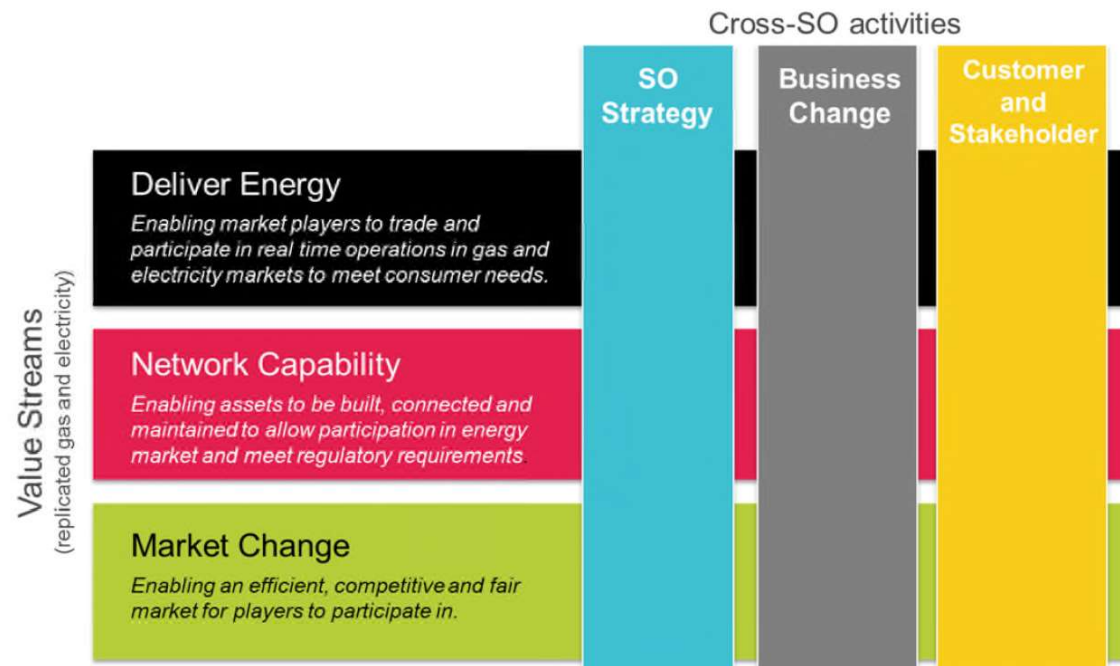 Cross-SO activities
SO
Strategy
Business
Change
Customer
and
Stakeholder
Value Streams
(replicated gas and electricity)
Deliver Energy
Enabling market players to trade and
participate in real time operations in gas and
electricity markets to meet consumer needs.
Network Capability
Enabling assets to be built, connected and
maintained to allow participation in energy
market and meet regulatory requirements.
Market Change
Enabling an efficient, competitive and fair
market for players to participate in.